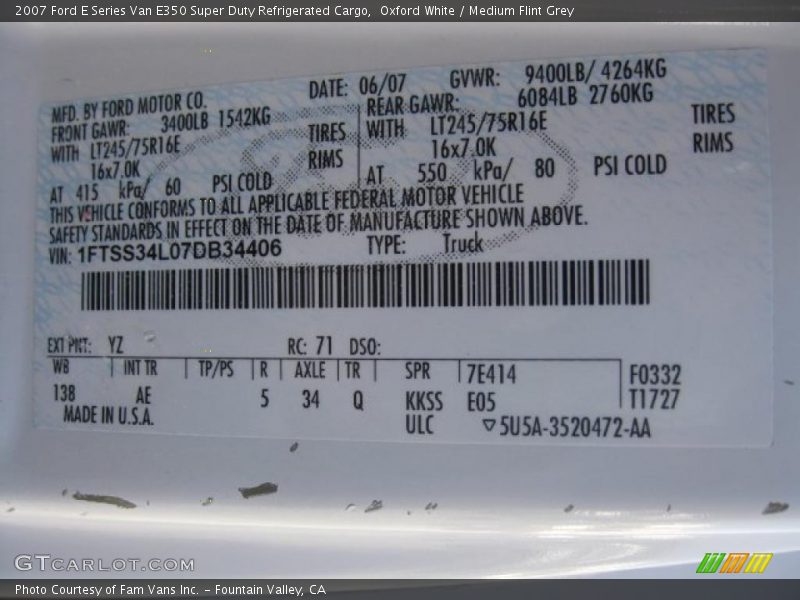 2007 Ford E Series Van E350 Super Duty Refrigerated Cargo, Oxford White / Medium Flint Grey
MFD. BY FORD MOTOR CO. DATE: 06/07 GVWR: 9400LB/ 4264KG
FRONT GAWR: 3400LB 1542KG REAR GAWR: 6084LB 2760KG
WITH LT245/75R16E TIRES WITH LT245/75R16E TIRES
16x7.0K RIMS 16x7.0K RIMS
AT 415 kPa/ 60 PSI COLD AT 550 kPa/ 80 PSI COLD
THIS VEHICLE CONFORMS TO ALL APPLICABLE FEDERAL MOTOR VEHICLE
SAFETY STANDARDS IN EFFECT ON THE DATE OF MANUFACTURE SHOWN ABOVE.
VIN: 1FTSS34L07DB34406 TYPE: Truck
EXT PNT: YZ RC: 71 DSO:
WB INT TR TP/PS R AXLE TR SPR 7E414 F0332
138 AE 5 34 Q KKSS E05 T1727
MADE IN U.S.A. ULC ▽5U5A-3520472-AA
GTCARLOT.COM
Photo Courtesy of Fam Vans Inc. – Fountain Valley, CA